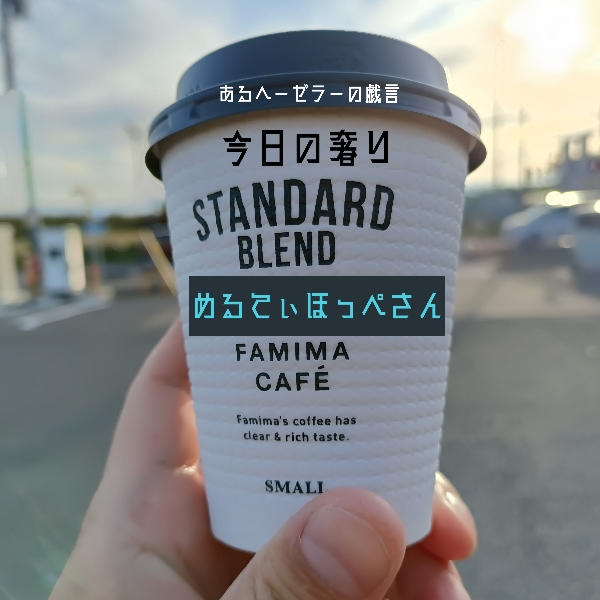 あるヘーゼラーの戯言
今日の奢り
STANDARD
BLEND
めるてぃほっぺさん
FAMIMA
CAFÉ
Famima's coffee has
clear & rich taste.
SMALL